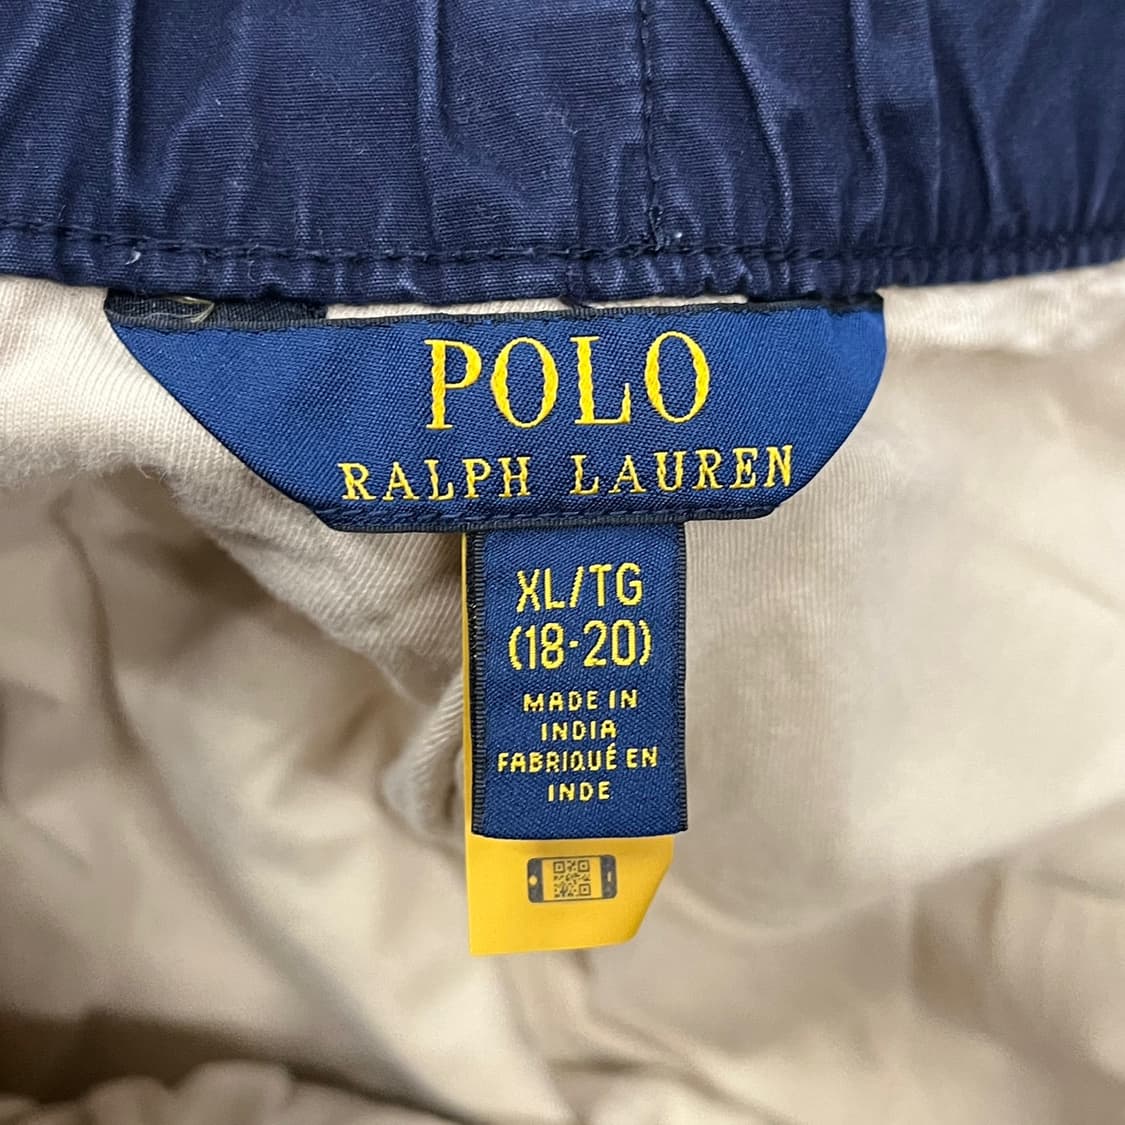 POLO
RALPH LAUREN
XL/TG
(18-20)
MADE IN
INDIA
FABRIQUÉ EN
INDE